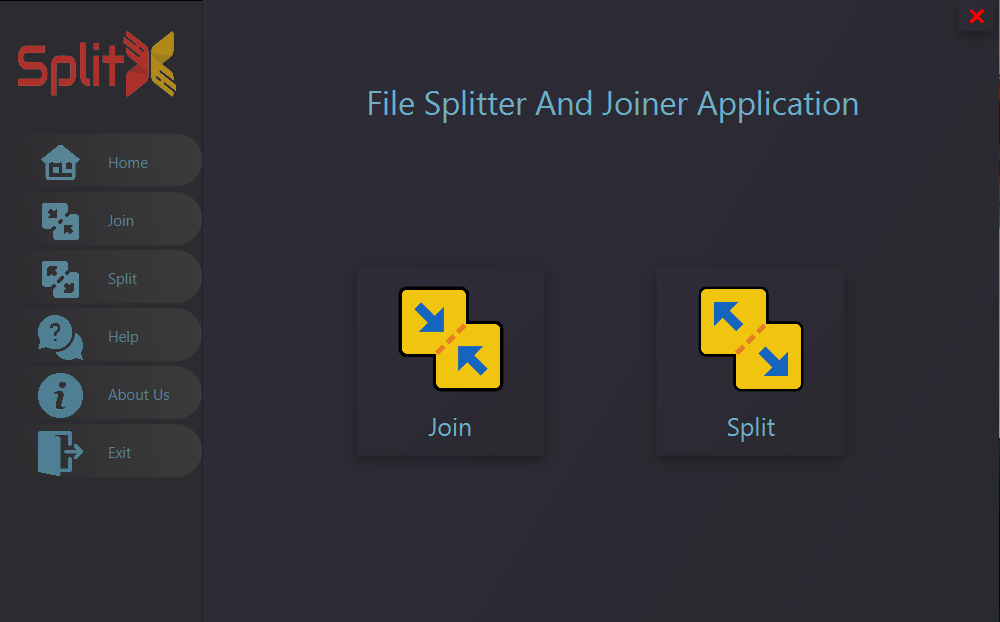 SplitX
Home
Join
Split
Help
About Us
Exit
File Splitter And Joiner Application
Join
Split